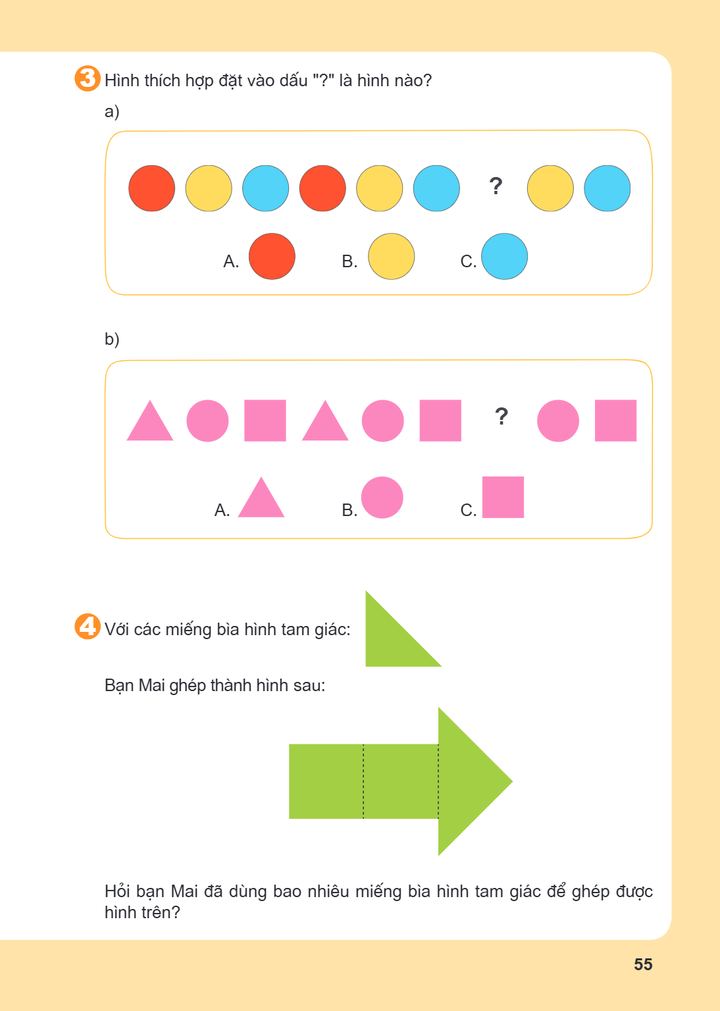 3 Hình thích hợp đặt vào dấu "?" là hình nào?
a)
?
A. B. C.
b)
?
A. B. C.
4 Với các miếng bìa hình tam giác:
Bạn Mai ghép thành hình sau:
Hỏi bạn Mai đã dùng bao nhiêu miếng bìa hình tam giác để ghép được
hình trên?
55